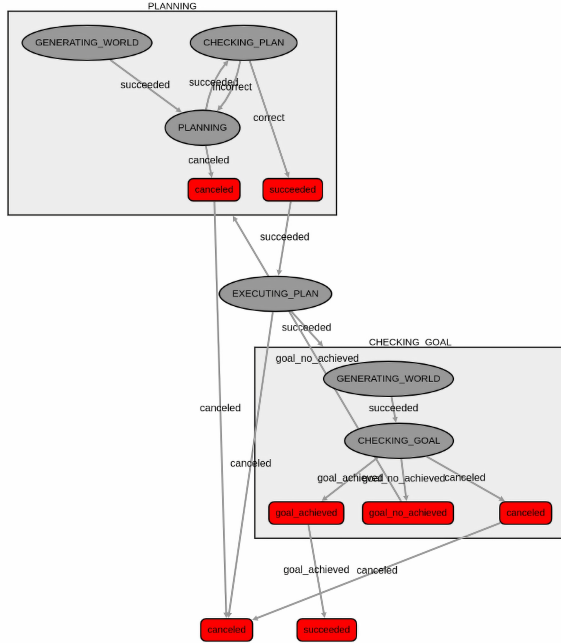 PLANNING
GENERATING_WORLD
CHECKING_PLAN
succeeded
succeeded
incorrect
correct
PLANNING
canceled
canceled
succeeded
succeeded
EXECUTING_PLAN
succeeded
CHECKING_GOAL
goal_no_achieved
GENERATING_WORLD
canceled
succeeded
CHECKING_GOAL
canceled
goal_achieved
goal_no_achieved
canceled
goal_achieved
goal_no_achieved
canceled
goal_achieved
canceled
canceled
succeeded